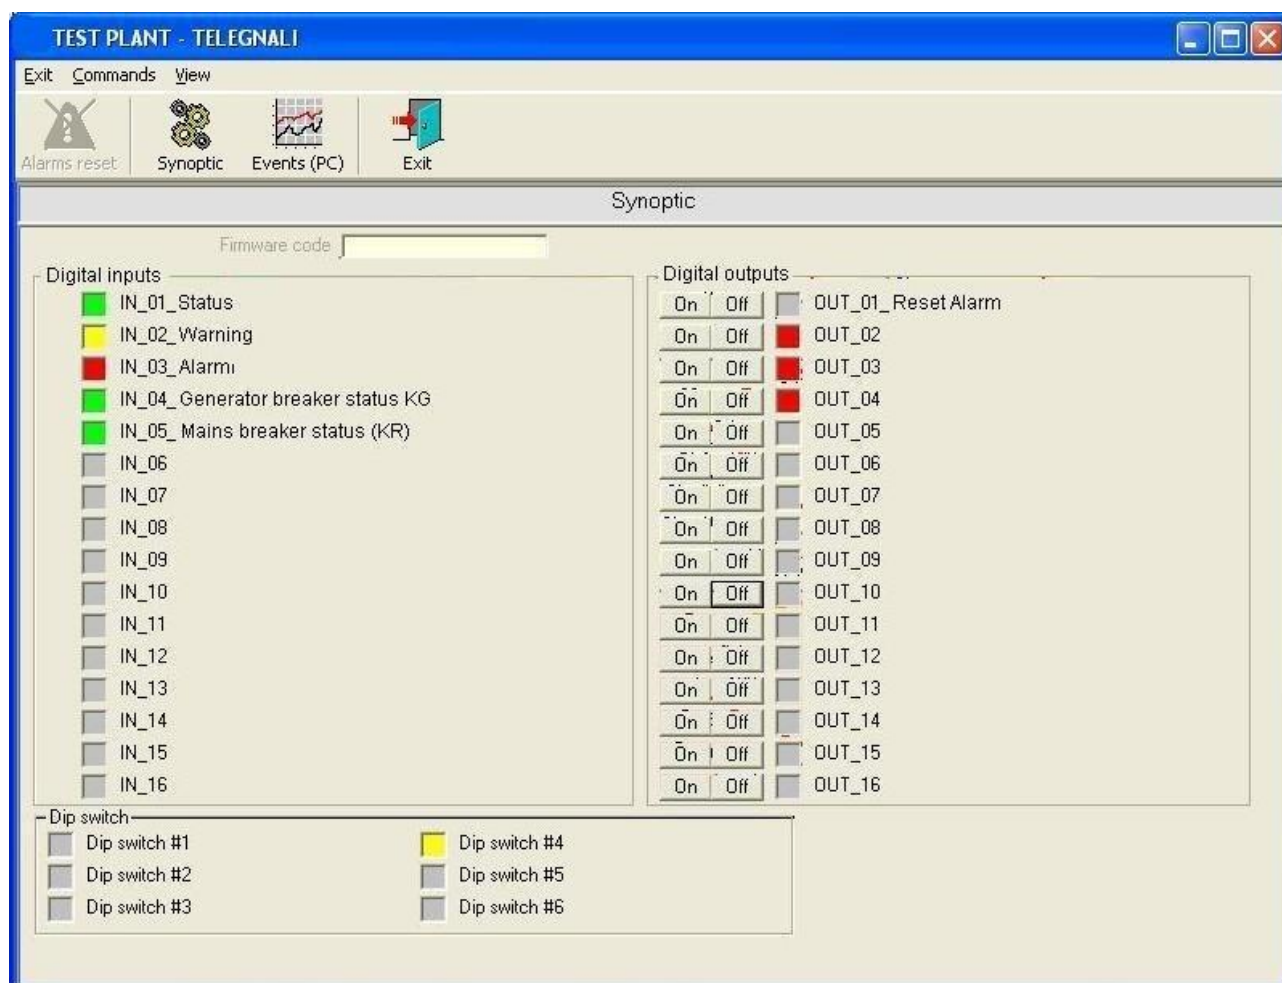 TEST PLANT - TELEGNALI
Exit Commands View
Alarms reset Synoptic Events (PC) Exit
Synoptic
Firmware code
Digital inputs
IN_01_Status
IN_02_Warning
IN_03_Alarm
IN_04_Generator breaker status KG
IN_05_ Mains breaker status (KR)
IN_06
IN_07
IN_08
IN_09
IN_10
IN_11
IN_12
IN_13
IN_14
IN_15
IN_16
Digital outputs
On Off OUT_01_Reset Alarm
On Off OUT_02
On Off OUT_03
On Off OUT_04
On Off OUT_05
On Off OUT_06
On Off OUT_07
On Off OUT_08
On Off OUT_09
On Off OUT_10
On Off OUT_11
On Off OUT_12
On Off OUT_13
On Off OUT_14
On Off OUT_15
On Off OUT_16
Dip switch
Dip switch #1
Dip switch #2
Dip switch #3
Dip switch #4
Dip switch #5
Dip switch #6